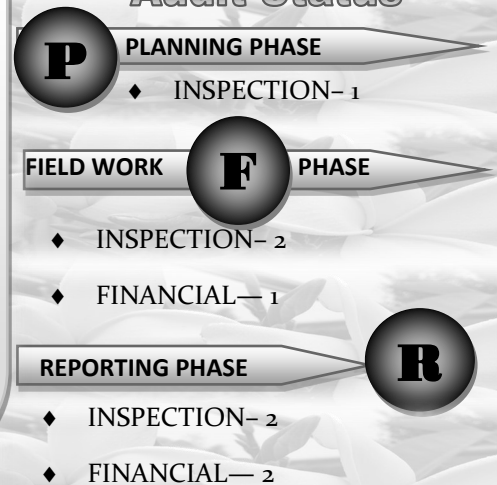 Audit Status
P PLANNING PHASE
♦ INSPECTION– 1
FIELD WORK F PHASE
♦ INSPECTION– 2
♦ FINANCIAL— 1
REPORTING PHASE R
♦ INSPECTION– 2
♦ FINANCIAL— 2